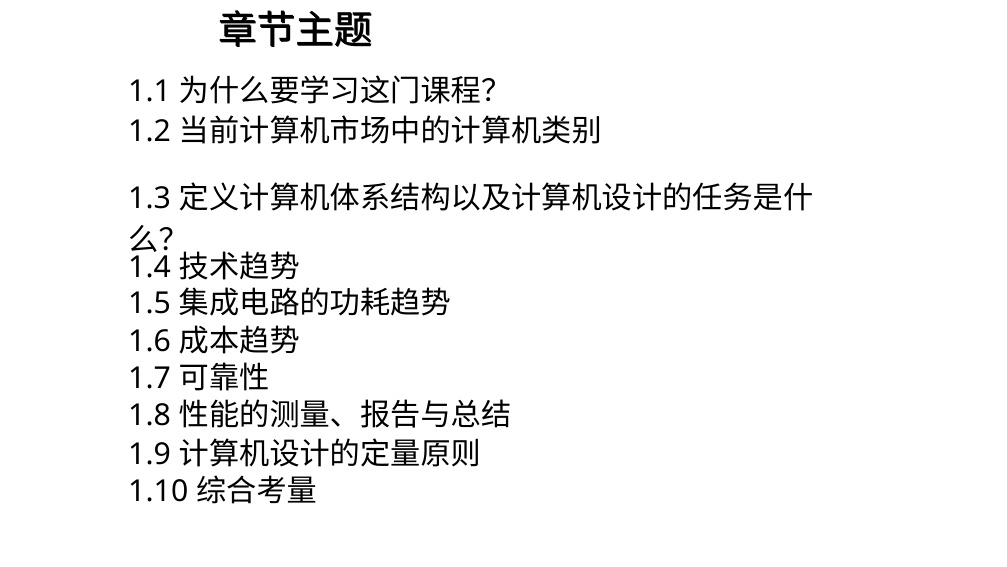 章节主题
1.1 为什么要学习这门课程？
1.2 当前计算机市场中的计算机类别
1.3 定义计算机体系结构以及计算机设计的任务是什
么？
1.4 技术趋势
1.5 集成电路的功耗趋势
1.6 成本趋势
1.7 可靠性
1.8 性能的测量、报告与总结
1.9 计算机设计的定量原则
1.10 综合考量